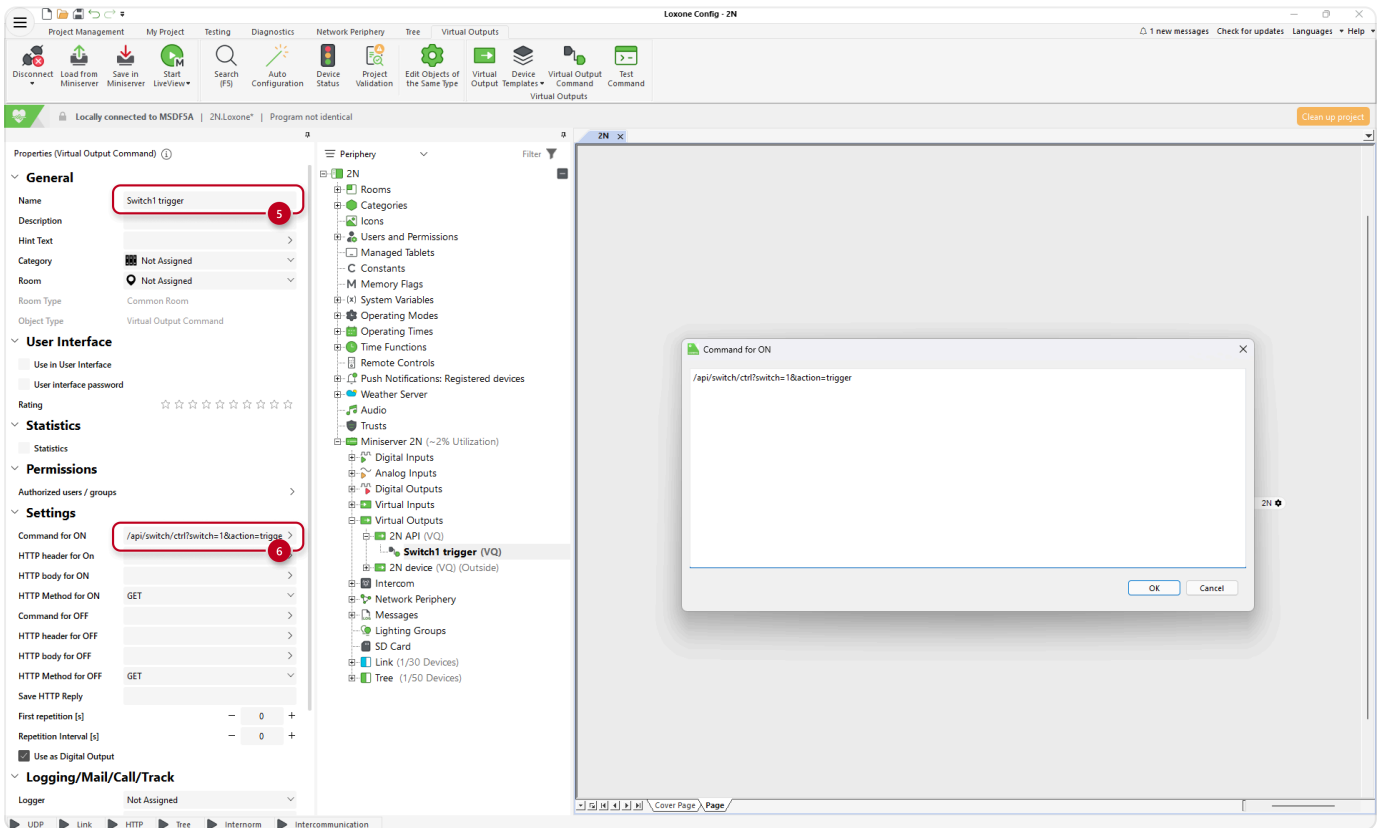 Loxone Config - 2N
Project Management My Project Testing Diagnostics Network Periphery Tree Virtual Outputs
1 new messages Check for updates Languages Help
Disconnect
Load from Miniserver
Save in Miniserver
Start LiveView
M
Search (F5)
Auto Configuration
Device Status
Project Validation
Edit Objects of the Same Type
Virtual Output
Device Templates
Virtual Output Command
Test Command
Virtual Outputs
Locally connected to MSDF5A | 2N.Loxone* | Program not identical
Clean up project
Properties (Virtual Output Command)
General
Name Switch1 trigger
5
Description
Hint Text
Category Not Assigned
Room Not Assigned
Room Type Common Room
Object Type Virtual Output Command
User Interface
Use in User Interface
User interface password
Rating
Statistics
Statistics
Permissions
Authorized users / groups
Settings
Command for ON /api/switch/ctrl?switch=1&action=trigge
6
HTTP header for On
HTTP body for ON
HTTP Method for ON GET
Command for OFF
HTTP header for OFF
HTTP body for OFF
HTTP Method for OFF GET
Save HTTP Reply
First repetition [s] − 0 +
Repetition Interval [s] − 0 +
Use as Digital Output
Logging/Mail/Call/Track
Logger Not Assigned
Periphery Filter
2N
Rooms
Categories
Icons
Users and Permissions
Managed Tablets
C Constants
M Memory Flags
(x) System Variables
Operating Modes
Operating Times
Time Functions
Remote Controls
Push Notifications: Registered devices
Weather Server
Audio
Trusts
Miniserver 2N (~2% Utilization)
Digital Inputs
Analog Inputs
Digital Outputs
Virtual Inputs
Virtual Outputs
2N API (VQ)
Switch1 trigger (VQ)
2N device (VQ) (Outside)
Intercom
Network Periphery
Messages
Lighting Groups
SD Card
Link (1/30 Devices)
Tree (1/50 Devices)
2N
Command for ON
/api/switch/ctrl?switch=1&action=trigger
OK Cancel
2N
Cover Page Page
UDP Link HTTP Tree Internorm Intercommunication